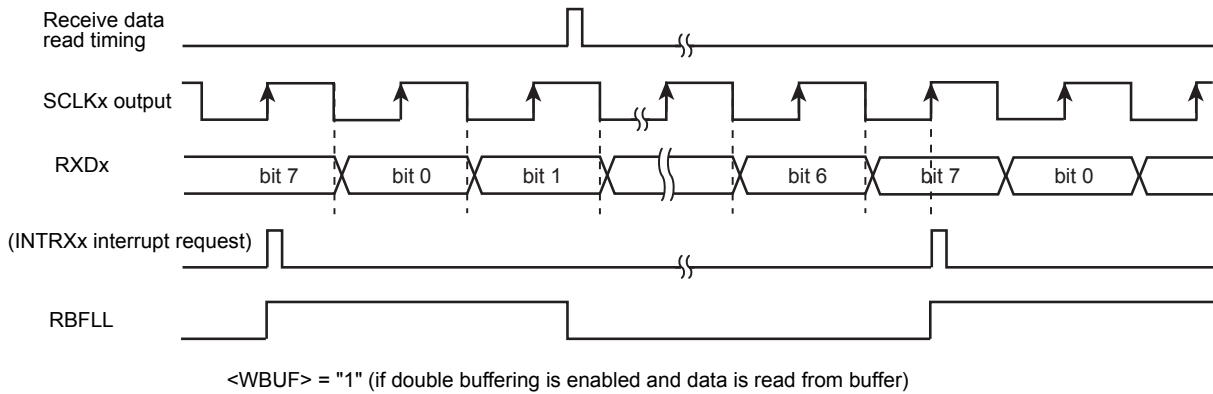 Receive data
read timing
SCLKx output
RXDx
bit 7
bit 0
bit 1
bit 6
bit 7
bit 0
(INTRXx interrupt request)
RBFLL
<WBUF> = "1" (if double buffering is enabled and data is read from buffer)